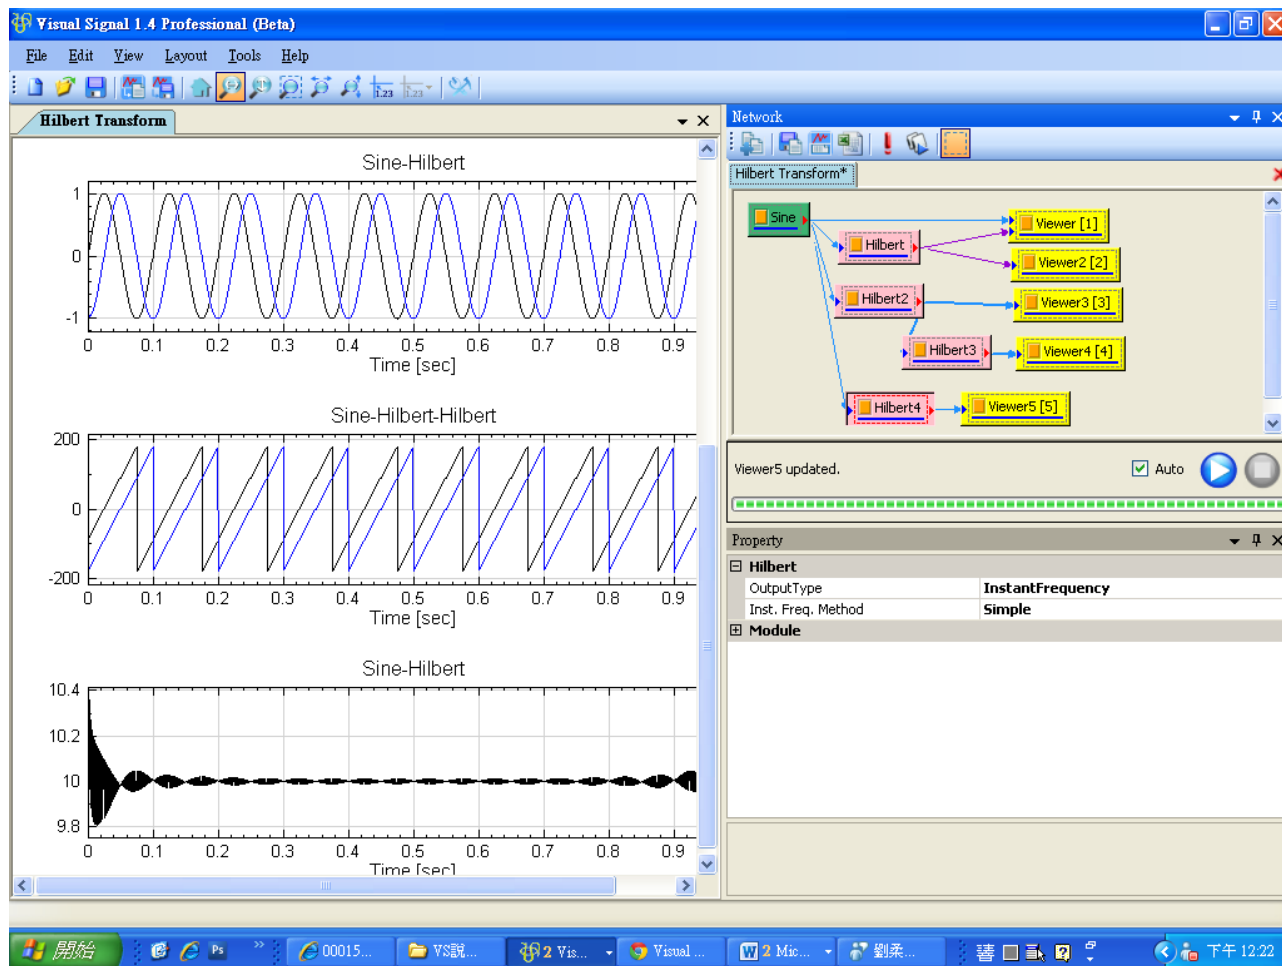 Visual Signal 1.4 Professional (Beta)
File Edit View Layout Tools Help
1.23 1.23
Hilbert Transform
Sine-Hilbert
1
0
-1
0 0.1 0.2 0.3 0.4 0.5 0.6 0.7 0.8 0.9
Time [sec]
Sine-Hilbert-Hilbert
200
0
-200
0 0.1 0.2 0.3 0.4 0.5 0.6 0.7 0.8 0.9
Time [sec]
Sine-Hilbert
10.4
10.2
10
9.8
0 0.1 0.2 0.3 0.4 0.5 0.6 0.7 0.8 0.9
Time [sec]
Network
Hilbert Transform*
Sine
Viewer [1]
Hilbert
Viewer2 [2]
Hilbert2
Viewer3 [3]
Hilbert3
Viewer4 [4]
Hilbert4
Viewer5 [5]
Viewer5 updated.
Auto
Property
Hilbert
OutputType InstantFrequency
Inst. Freq. Method Simple
Module
開始
Ps
00015...
VS說...
2 Vis...
Visual ...
W 2 Mic...
劉柔...
下午 12:22